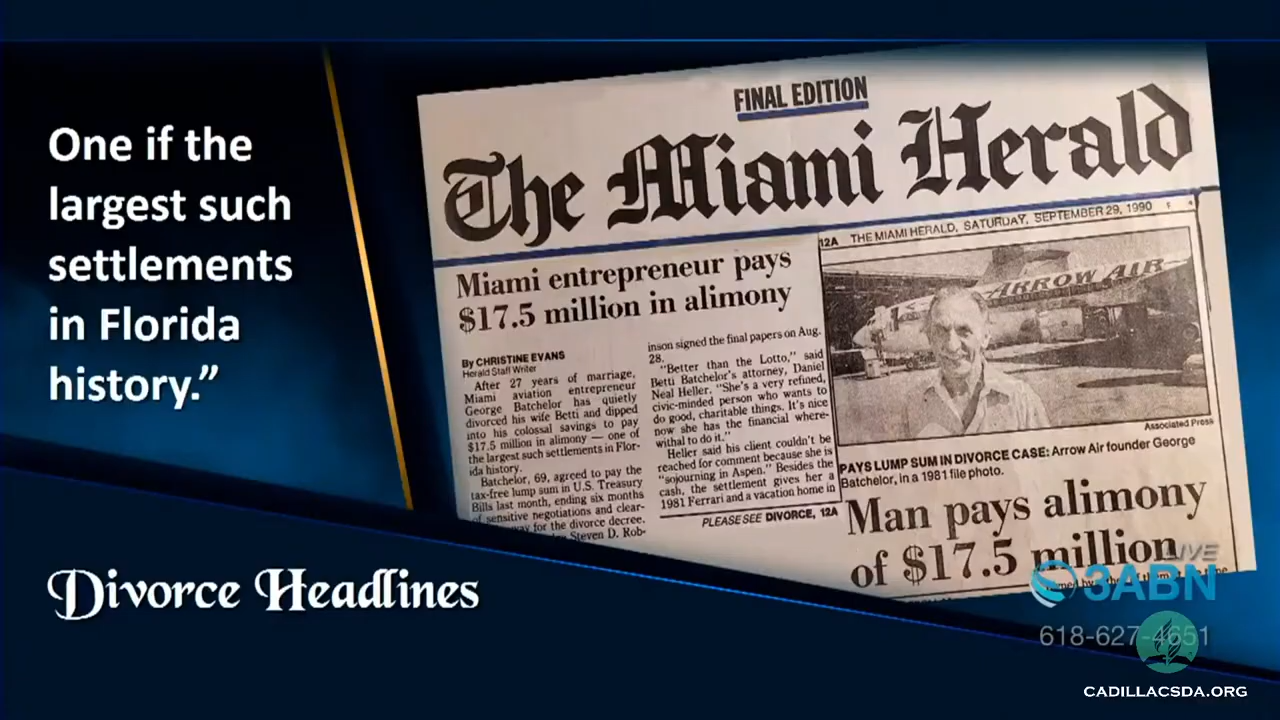 One if the
largest such
settlements
in Florida
history.”
Divorce Headlines
FINAL EDITION
The Miami Herald
12A THE MIAMI HERALD, SATURDAY, SEPTEMBER 29, 1990
Miami entrepreneur pays
$17.5 million in alimony
By CHRISTINE EVANS
Herald Staff Writer
After 27 years of marriage,
Miami aviation entrepreneur
George Batchelor has quietly
divorced his wife Betti and dipped
into his colossal savings to pay
$17.5 million in alimony — one of
the largest such settlements in Flor-
ida history.
Batchelor, 69, agreed to pay the
tax-free lump sum in U.S. Treasury
Bills last month, ending six months
of sensitive negotiations and clear-
way for the divorce decree.
Steven D. Rob-
inson signed the final papers on Aug.
28.
“Better than the Lotto,” said
Betti Batchelor's attorney, Daniel
Neal Heller. “She's a very refined,
civic-minded person who wants to
do good, charitable things. It's nice
now she has the financial where-
withal to do it.”
Heller said his client couldn't be
reached for comment because she is
“sojourning in Aspen.” Besides the
cash, the settlement gives her a
1981 Ferrari and a vacation home in
PLEASE SEE DIVORCE, 12A
ARROW AIR
Associated Press
PAYS LUMP SUM IN DIVORCE CASE: Arrow Air founder George
Batchelor, in a 1981 file photo.
Man pays alimony
of $17.5 million
LIVE
3ABN
618-627-4651
CADILLACSDA.ORG